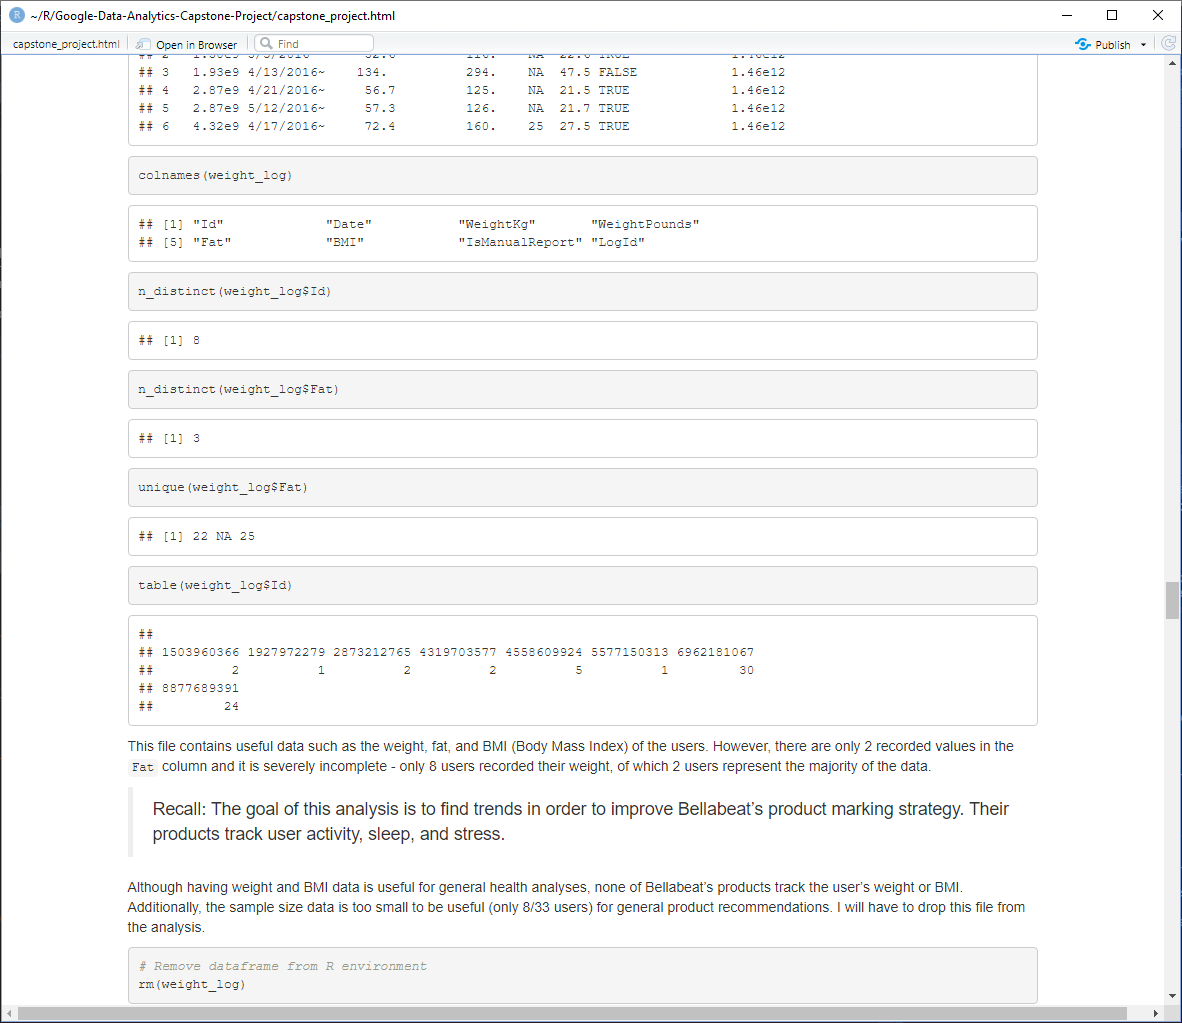 ~/R/Google-Data-Analytics-Capstone-Project/capstone_project.html
capstone_project.html Open in Browser Find Publish
## 3 1.93e9 4/13/2016~ 134. 294. NA 47.5 FALSE 1.46e12
## 4 2.87e9 4/21/2016~ 56.7 125. NA 21.5 TRUE 1.46e12
## 5 2.87e9 5/12/2016~ 57.3 126. NA 21.7 TRUE 1.46e12
## 6 4.32e9 4/17/2016~ 72.4 160. 25 27.5 TRUE 1.46e12
colnames(weight_log)
## [1] "Id" "Date" "WeightKg" "WeightPounds"
## [5] "Fat" "BMI" "IsManualReport" "LogId"
n_distinct(weight_log$Id)
## [1] 8
n_distinct(weight_log$Fat)
## [1] 3
unique(weight_log$Fat)
## [1] 22 NA 25
table(weight_log$Id)
##
## 1503960366 1927972279 2873212765 4319703577 4558609924 5577150313 6962181067
## 2 1 2 2 5 1 30
## 8877689391
## 24
This file contains useful data such as the weight, fat, and BMI (Body Mass Index) of the users. However, there are only 2 recorded values in the
Fat column and it is severely incomplete - only 8 users recorded their weight, of which 2 users represent the majority of the data.
Recall: The goal of this analysis is to find trends in order to improve Bellabeat's product marking strategy. Their
products track user activity, sleep, and stress.
Although having weight and BMI data is useful for general health analyses, none of Bellabeat's products track the user's weight or BMI.
Additionally, the sample size data is too small to be useful (only 8/33 users) for general product recommendations. I will have to drop this file from
the analysis.
# Remove dataframe from R environment
rm(weight_log)